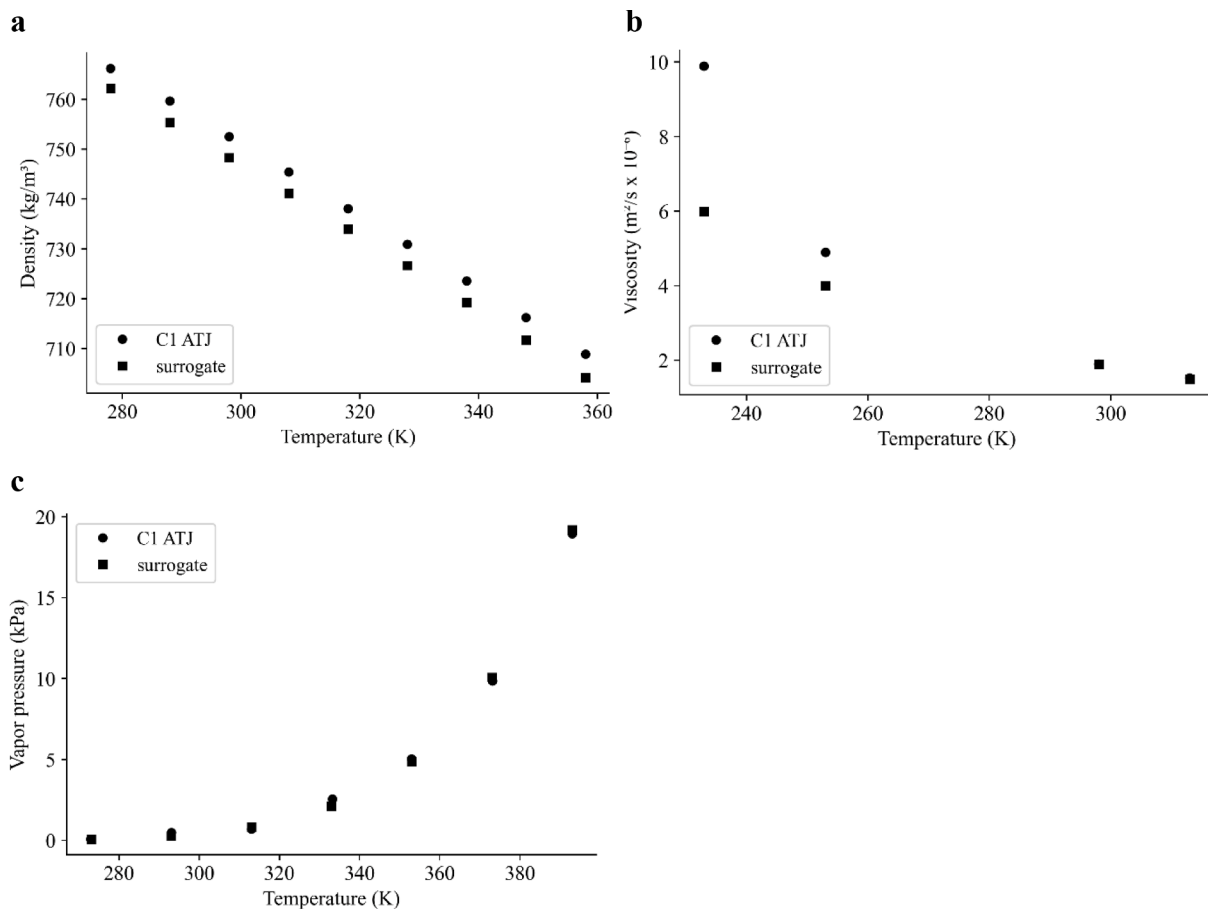 a
Density (kg/m³)
760
750
740
730
720
710
C1 ATJ
surrogate
280 300 320 340 360
Temperature (K)
b
Viscosity (m²/s x 10⁻⁶)
10
8
6
4
2
C1 ATJ
surrogate
240 260 280 300
Temperature (K)
c
Vapor pressure (kPa)
20
15
10
5
0
C1 ATJ
surrogate
280 300 320 340 360 380
Temperature (K)